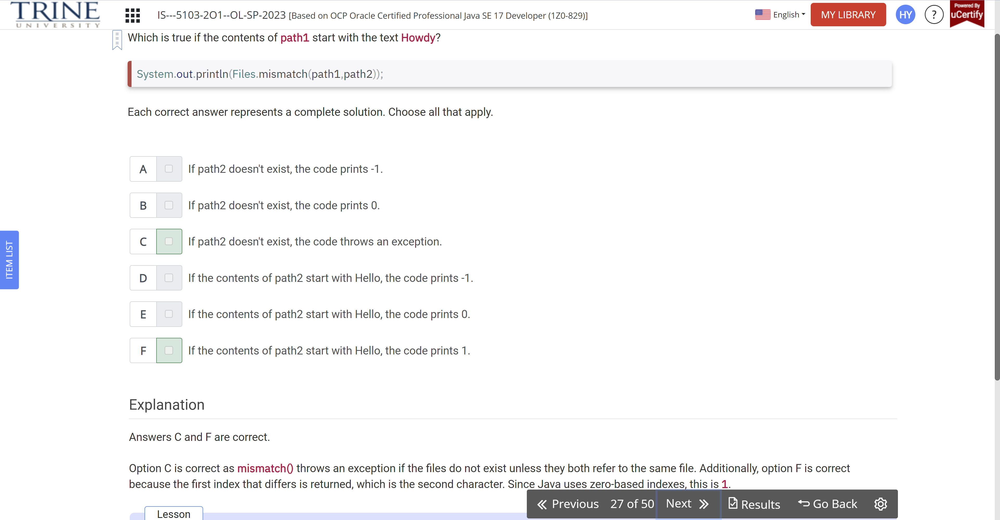 TRINE
UNIVERSITY
IS---5103-2O1--OL-SP-2023 [Based on OCP Oracle Certified Professional Java SE 17 Developer (1Z0-829)]
English
MY LIBRARY
HY
?
Powered By
uCertify
Which is true if the contents of path1 start with the text Howdy?
System.out.println(Files.mismatch(path1,path2));
Each correct answer represents a complete solution. Choose all that apply.
A If path2 doesn't exist, the code prints -1.
B If path2 doesn't exist, the code prints 0.
C If path2 doesn't exist, the code throws an exception.
D If the contents of path2 start with Hello, the code prints -1.
E If the contents of path2 start with Hello, the code prints 0.
F If the contents of path2 start with Hello, the code prints 1.
ITEM LIST
Explanation
Answers C and F are correct.
Option C is correct as mismatch() throws an exception if the files do not exist unless they both refer to the same file. Additionally, option F is correct
because the first index that differs is returned, which is the second character. Since Java uses zero-based indexes, this is 1.
Previous 27 of 50 Next Results Go Back
Lesson